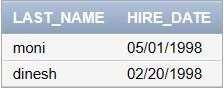 LAST_NAME HIRE_DATE
moni 05/01/1998
dinesh 02/20/1998